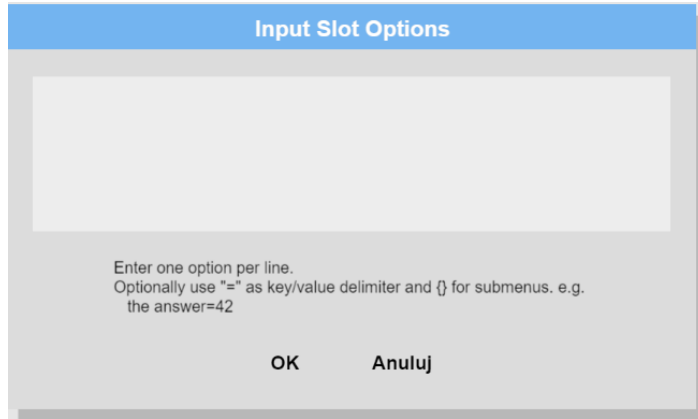 Input Slot Options
Enter one option per line.
Optionally use "=" as key/value delimiter and {} for submenus. e.g.
the answer=42
OK Anuluj